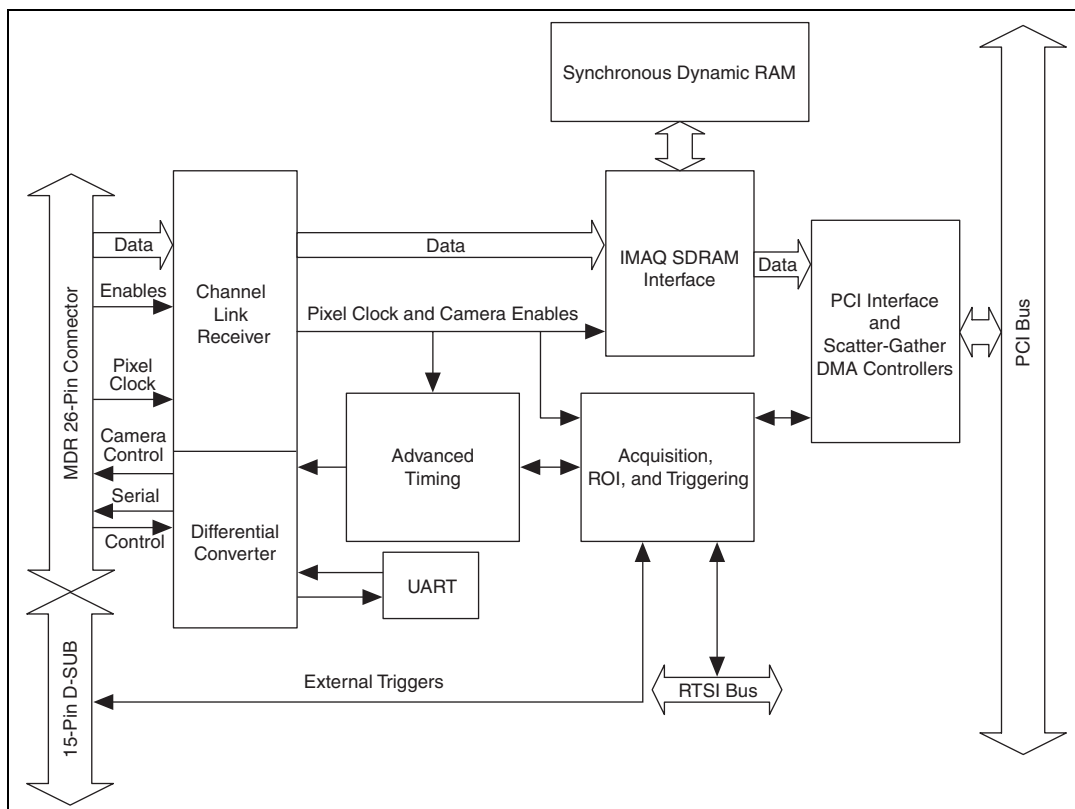 Synchronous Dynamic RAM
MDR 26-Pin Connector
Data
Enables
Pixel
Clock
Camera
Control
Serial
Control
Channel
Link
Receiver
Differential
Converter
Data
Pixel Clock and Camera Enables
IMAQ SDRAM
Interface
Data
PCI Interface
and
Scatter-Gather
DMA Controllers
PCI Bus
Advanced
Timing
Acquisition,
ROI, and Triggering
UART
15-Pin D-SUB
External Triggers
RTSI Bus